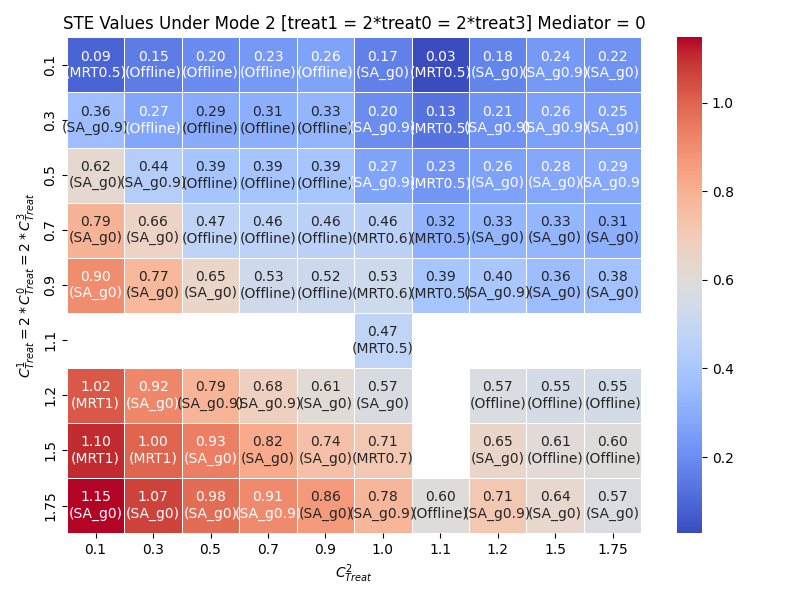 STE Values Under Mode 2 [treat1 = 2*treat0 = 2*treat3] Mediator = 0
0.1 0.09 0.15 0.20 0.23 0.26 0.17 0.03 0.18 0.24 0.22
(MRT0.5) (Offline) (Offline) (Offline) (Offline) (SA_g0) (MRT0.5) (SA_g0) (SA_g0.9) (SA_g0)
0.3 0.36 0.27 0.29 0.31 0.33 0.20 0.13 0.21 0.26 0.25
(SA_g0.9) (Offline) (Offline) (Offline) (Offline) (SA_g0.9) (MRT0.5) (SA_g0.9) (SA_g0.9) (SA_g0)
0.5 0.62 0.44 0.39 0.39 0.39 0.27 0.23 0.26 0.28 0.29
(SA_g0) (SA_g0.9) (Offline) (Offline) (Offline) (SA_g0.9) (MRT0.5) (SA_g0) (SA_g0) (SA_g0.9)
0.7 0.79 0.66 0.47 0.46 0.46 0.46 0.32 0.33 0.33 0.31
(SA_g0) (SA_g0) (Offline) (Offline) (Offline) (MRT0.6) (MRT0.5) (SA_g0) (SA_g0) (SA_g0)
0.9 0.90 0.77 0.65 0.53 0.52 0.53 0.39 0.40 0.36 0.38
(SA_g0) (SA_g0) (SA_g0) (Offline) (Offline) (MRT0.6) (MRT0.5) (SA_g0.9) (SA_g0) (SA_g0)
1.1 0.47
(MRT0.5)
1.2 1.02 0.92 0.79 0.68 0.61 0.57 0.57 0.55 0.55
(MRT1) (SA_g0) (SA_g0.9) (SA_g0.9) (SA_g0) (SA_g0) (Offline) (Offline) (Offline)
1.5 1.10 1.00 0.93 0.82 0.74 0.71 0.65 0.61 0.60
(MRT1) (MRT1) (SA_g0) (SA_g0) (SA_g0) (MRT0.7) (SA_g0) (Offline) (Offline)
1.75 1.15 1.07 0.98 0.91 0.86 0.78 0.60 0.71 0.64 0.57
(SA_g0) (SA_g0) (SA_g0) (SA_g0.9) (SA_g0) (SA_g0.9) (Offline) (SA_g0.9) (SA_g0) (SA_g0)
0.1 0.3 0.5 0.7 0.9 1.0 1.1 1.2 1.5 1.75
C²_Treat
C¹_Treat = 2 * C⁰_Treat = 2 * C³_Treat
1.0
0.8
0.6
0.4
0.2